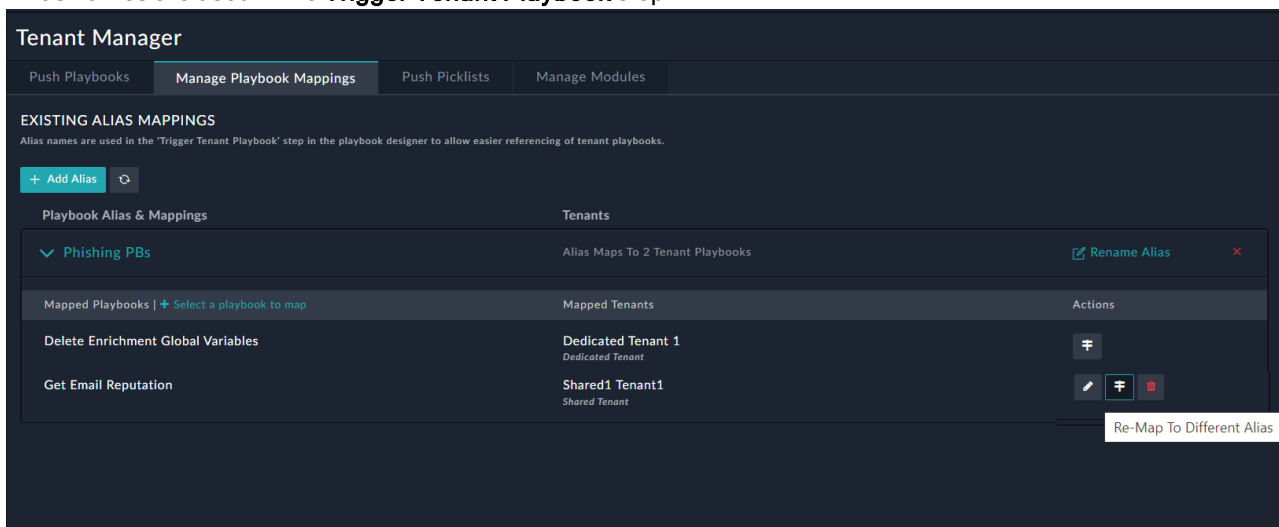 Trigger Tenant Playbook
Tenant Manager
Push Playbooks Manage Playbook Mappings Push Picklists Manage Modules
EXISTING ALIAS MAPPINGS
Alias names are used in the 'Trigger Tenant Playbook' step in the playbook designer to allow easier referencing of tenant playbooks.
+ Add Alias
Playbook Alias & Mappings Tenants
Phishing PBs Alias Maps To 2 Tenant Playbooks Rename Alias ×
Mapped Playbooks | + Select a playbook to map Mapped Tenants Actions
Delete Enrichment Global Variables Dedicated Tenant 1
Dedicated Tenant
Get Email Reputation Shared1 Tenant1
Shared Tenant
Re-Map To Different Alias